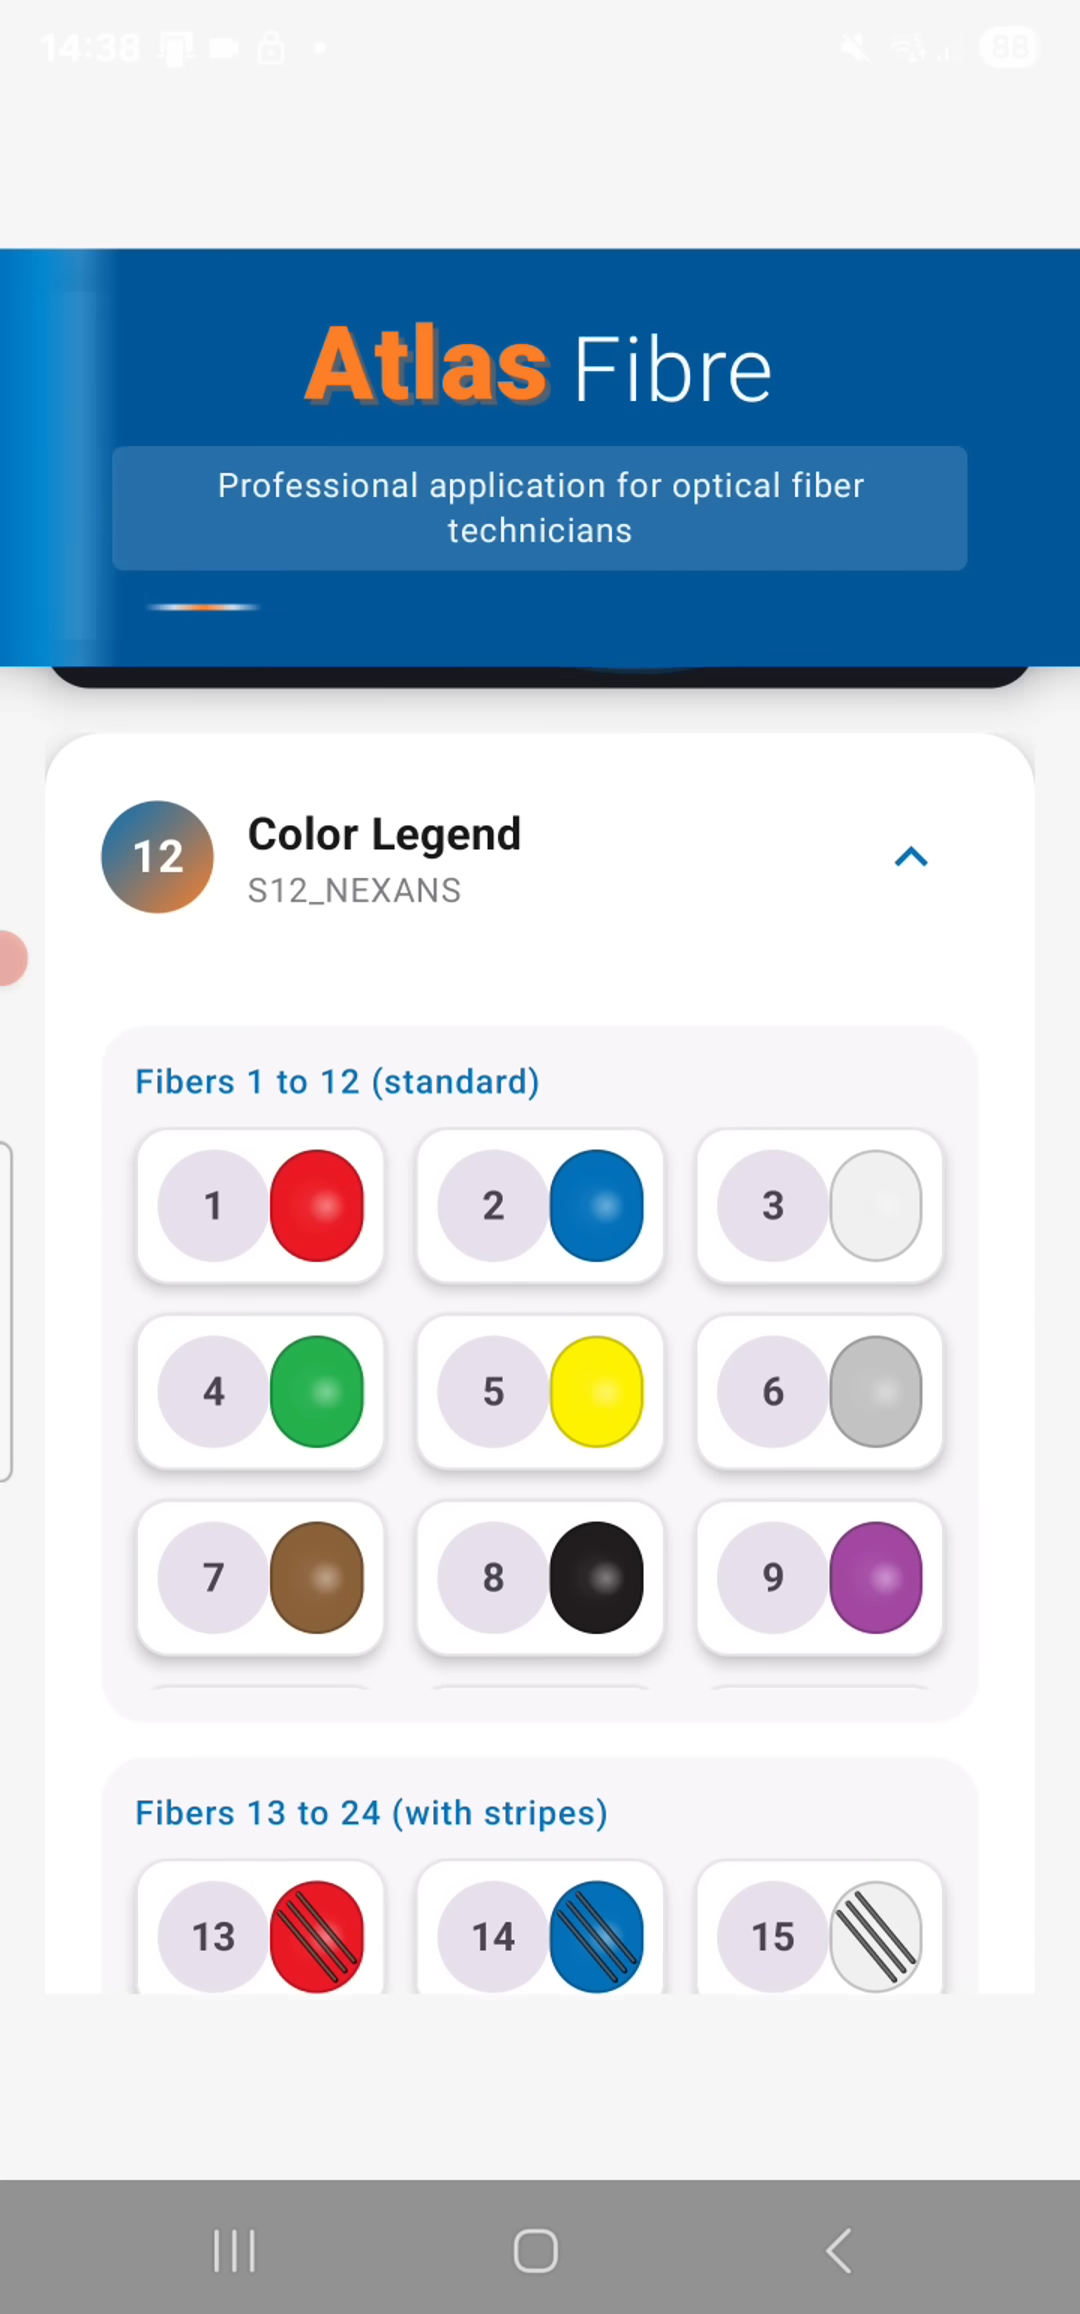 14:38
88
Atlas Fibre
Professional application for optical fiber
technicians
12
Color Legend
S12_NEXANS
Fibers 1 to 12 (standard)
1 2 3
4 5 6
7 8 9
Fibers 13 to 24 (with stripes)
13 14 15